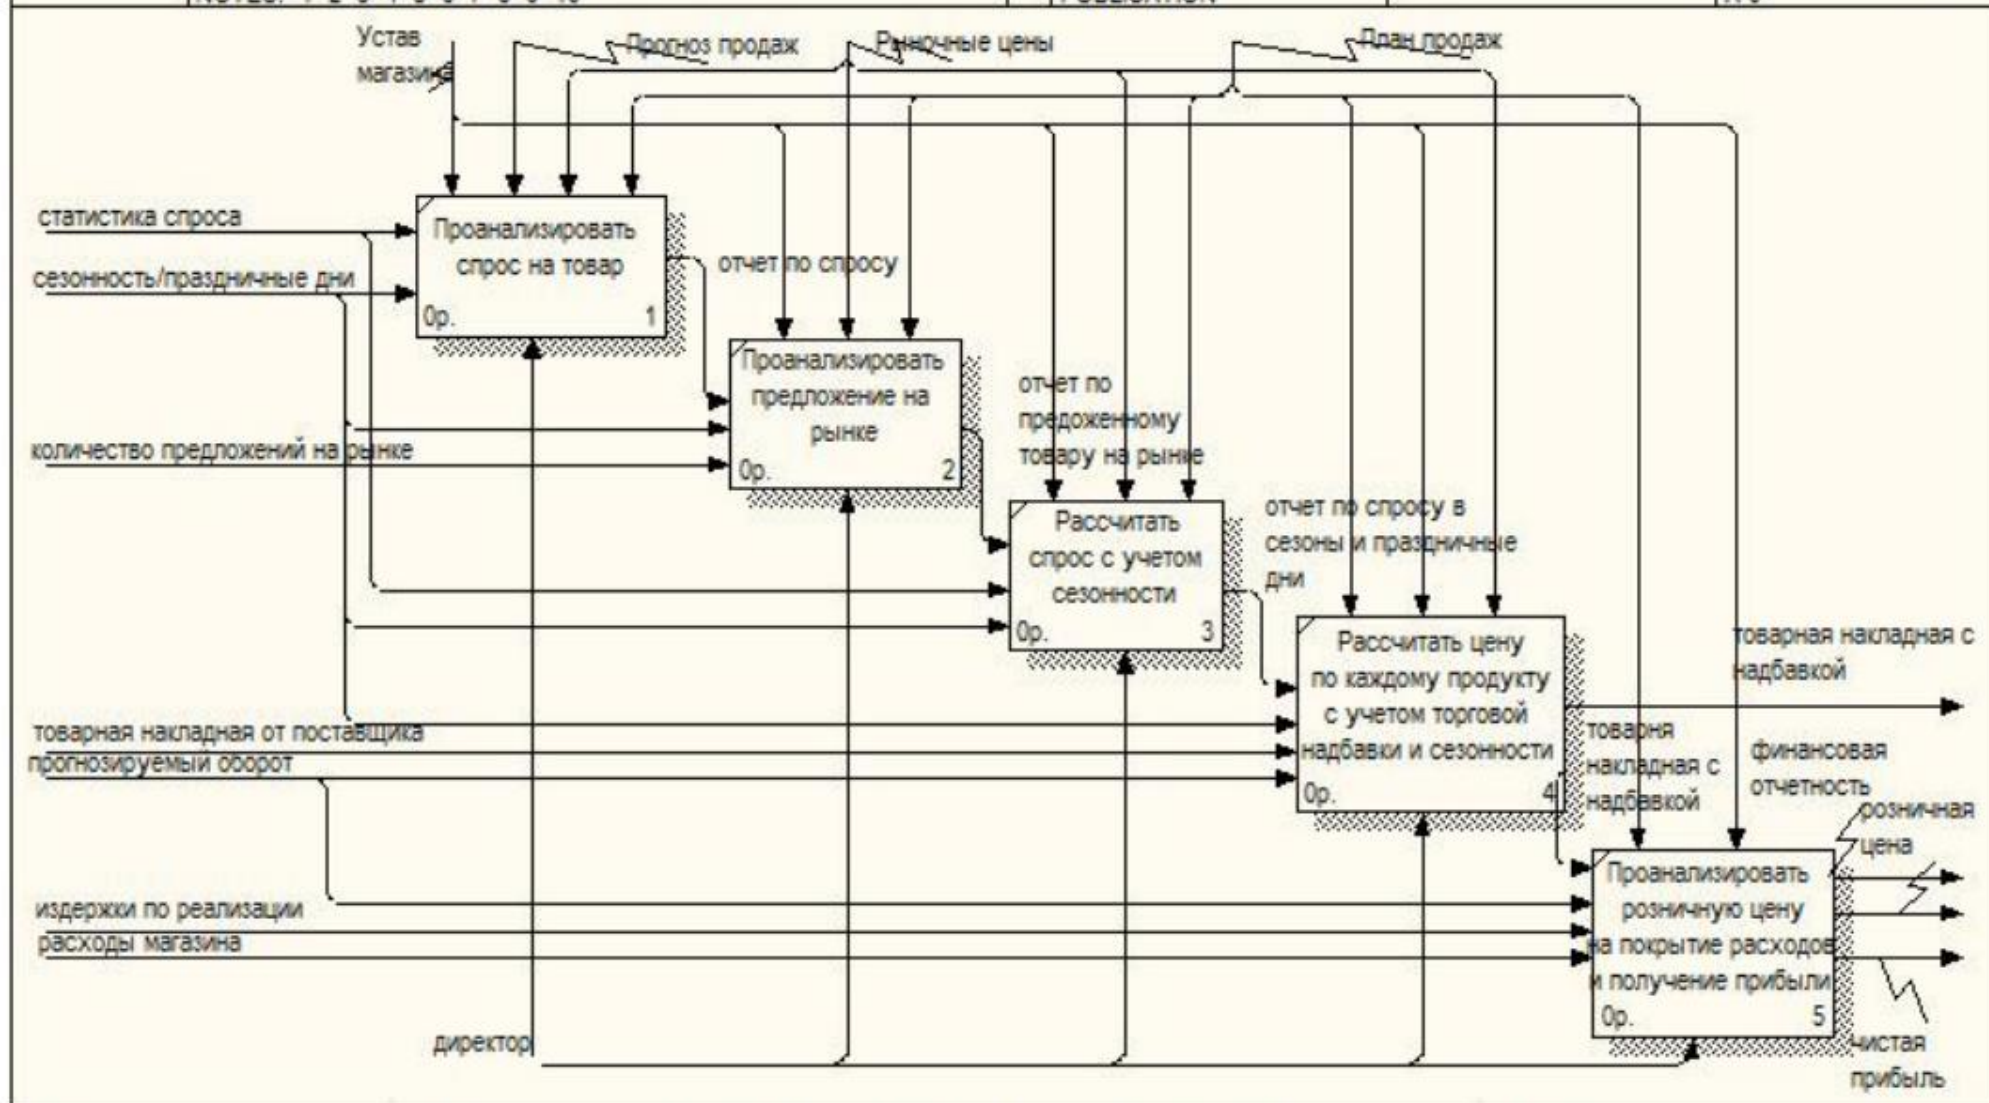 Устав
магазина
Прогноз продаж
Рыночные цены
План продаж
статистика спроса
сезонность/праздничные дни
Проанализировать
спрос на товар
0р. 1
отчет по спросу
Проанализировать
предложение на
рынке
0р. 2
количество предложений на рынке
отчет по
предоженному
товару на рынке
Рассчитать
спрос с учетом
сезонности
0р. 3
отчет по спросу в
сезоны и праздничные
дни
Рассчитать цену
по каждому продукту
с учетом торговой
надбавки и сезонности
0р. 4
товарная накладная с
надбавкой
товарная накладная от поставщика
прогнозируемый оборот
товарня
накладная с
надбавкой
финансовая
отчетность
розничная
цена
Проанализировать
розничную цену
на покрытие расходов
и получение прибыли
0р. 5
издержки по реализации
расходы магазина
директор
чистая
прибыль